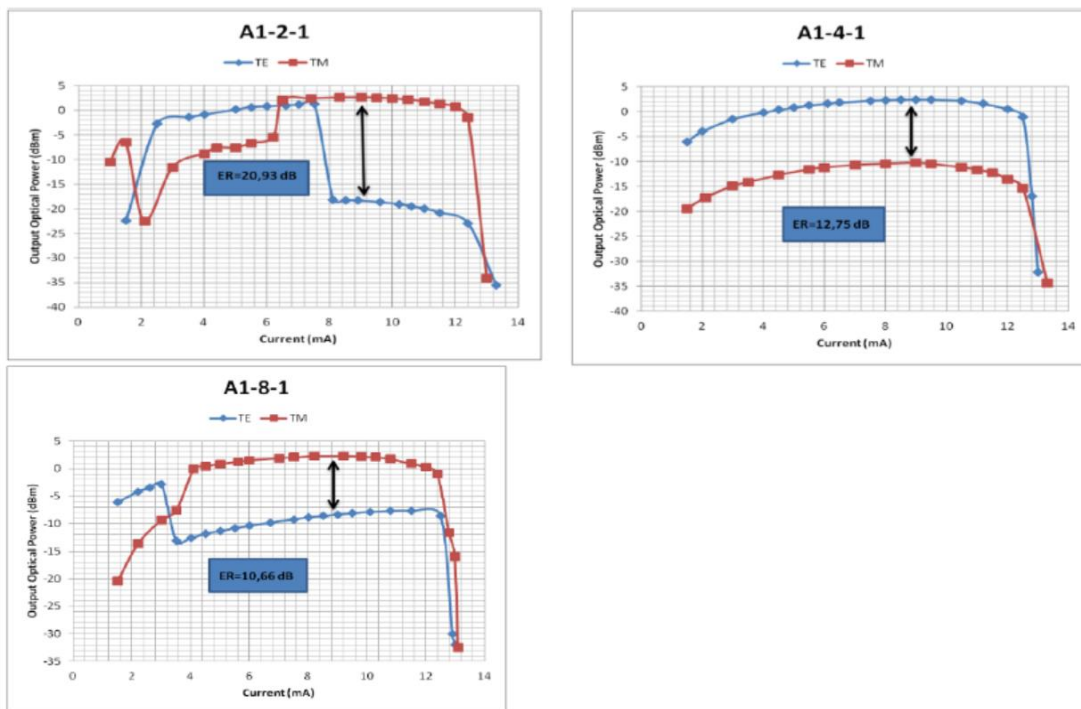 A1-2-1
TE TM
5
0
-5
-10
-15
-20
-25
-30
-35
-40
Output Optical Power (dBm)
ER=20,93 dB
0 2 4 6 8 10 12 14
Current (mA)
A1-4-1
TE TM
5
0
-5
-10
-15
-20
-25
-30
-35
-40
Output Optical Power (dBm)
ER=12,75 dB
0 2 4 6 8 10 12 14
Current (mA)
A1-8-1
TE TM
5
0
-5
-10
-15
-20
-25
-30
-35
Output Optical Power (dBm)
ER=10,66 dB
0 2 4 6 8 10 12 14
Current (mA)